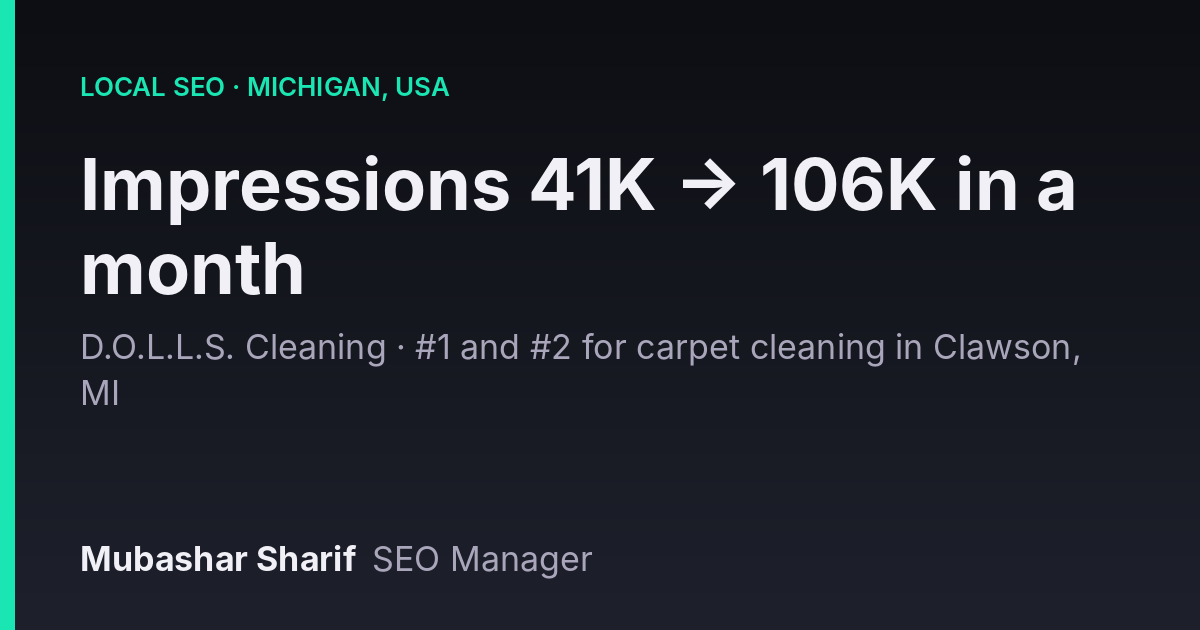 LOCAL SEO · MICHIGAN, USA
Impressions 41K → 106K in a
month
D.O.L.L.S. Cleaning · #1 and #2 for carpet cleaning in Clawson,
MI
Mubashar Sharif SEO Manager